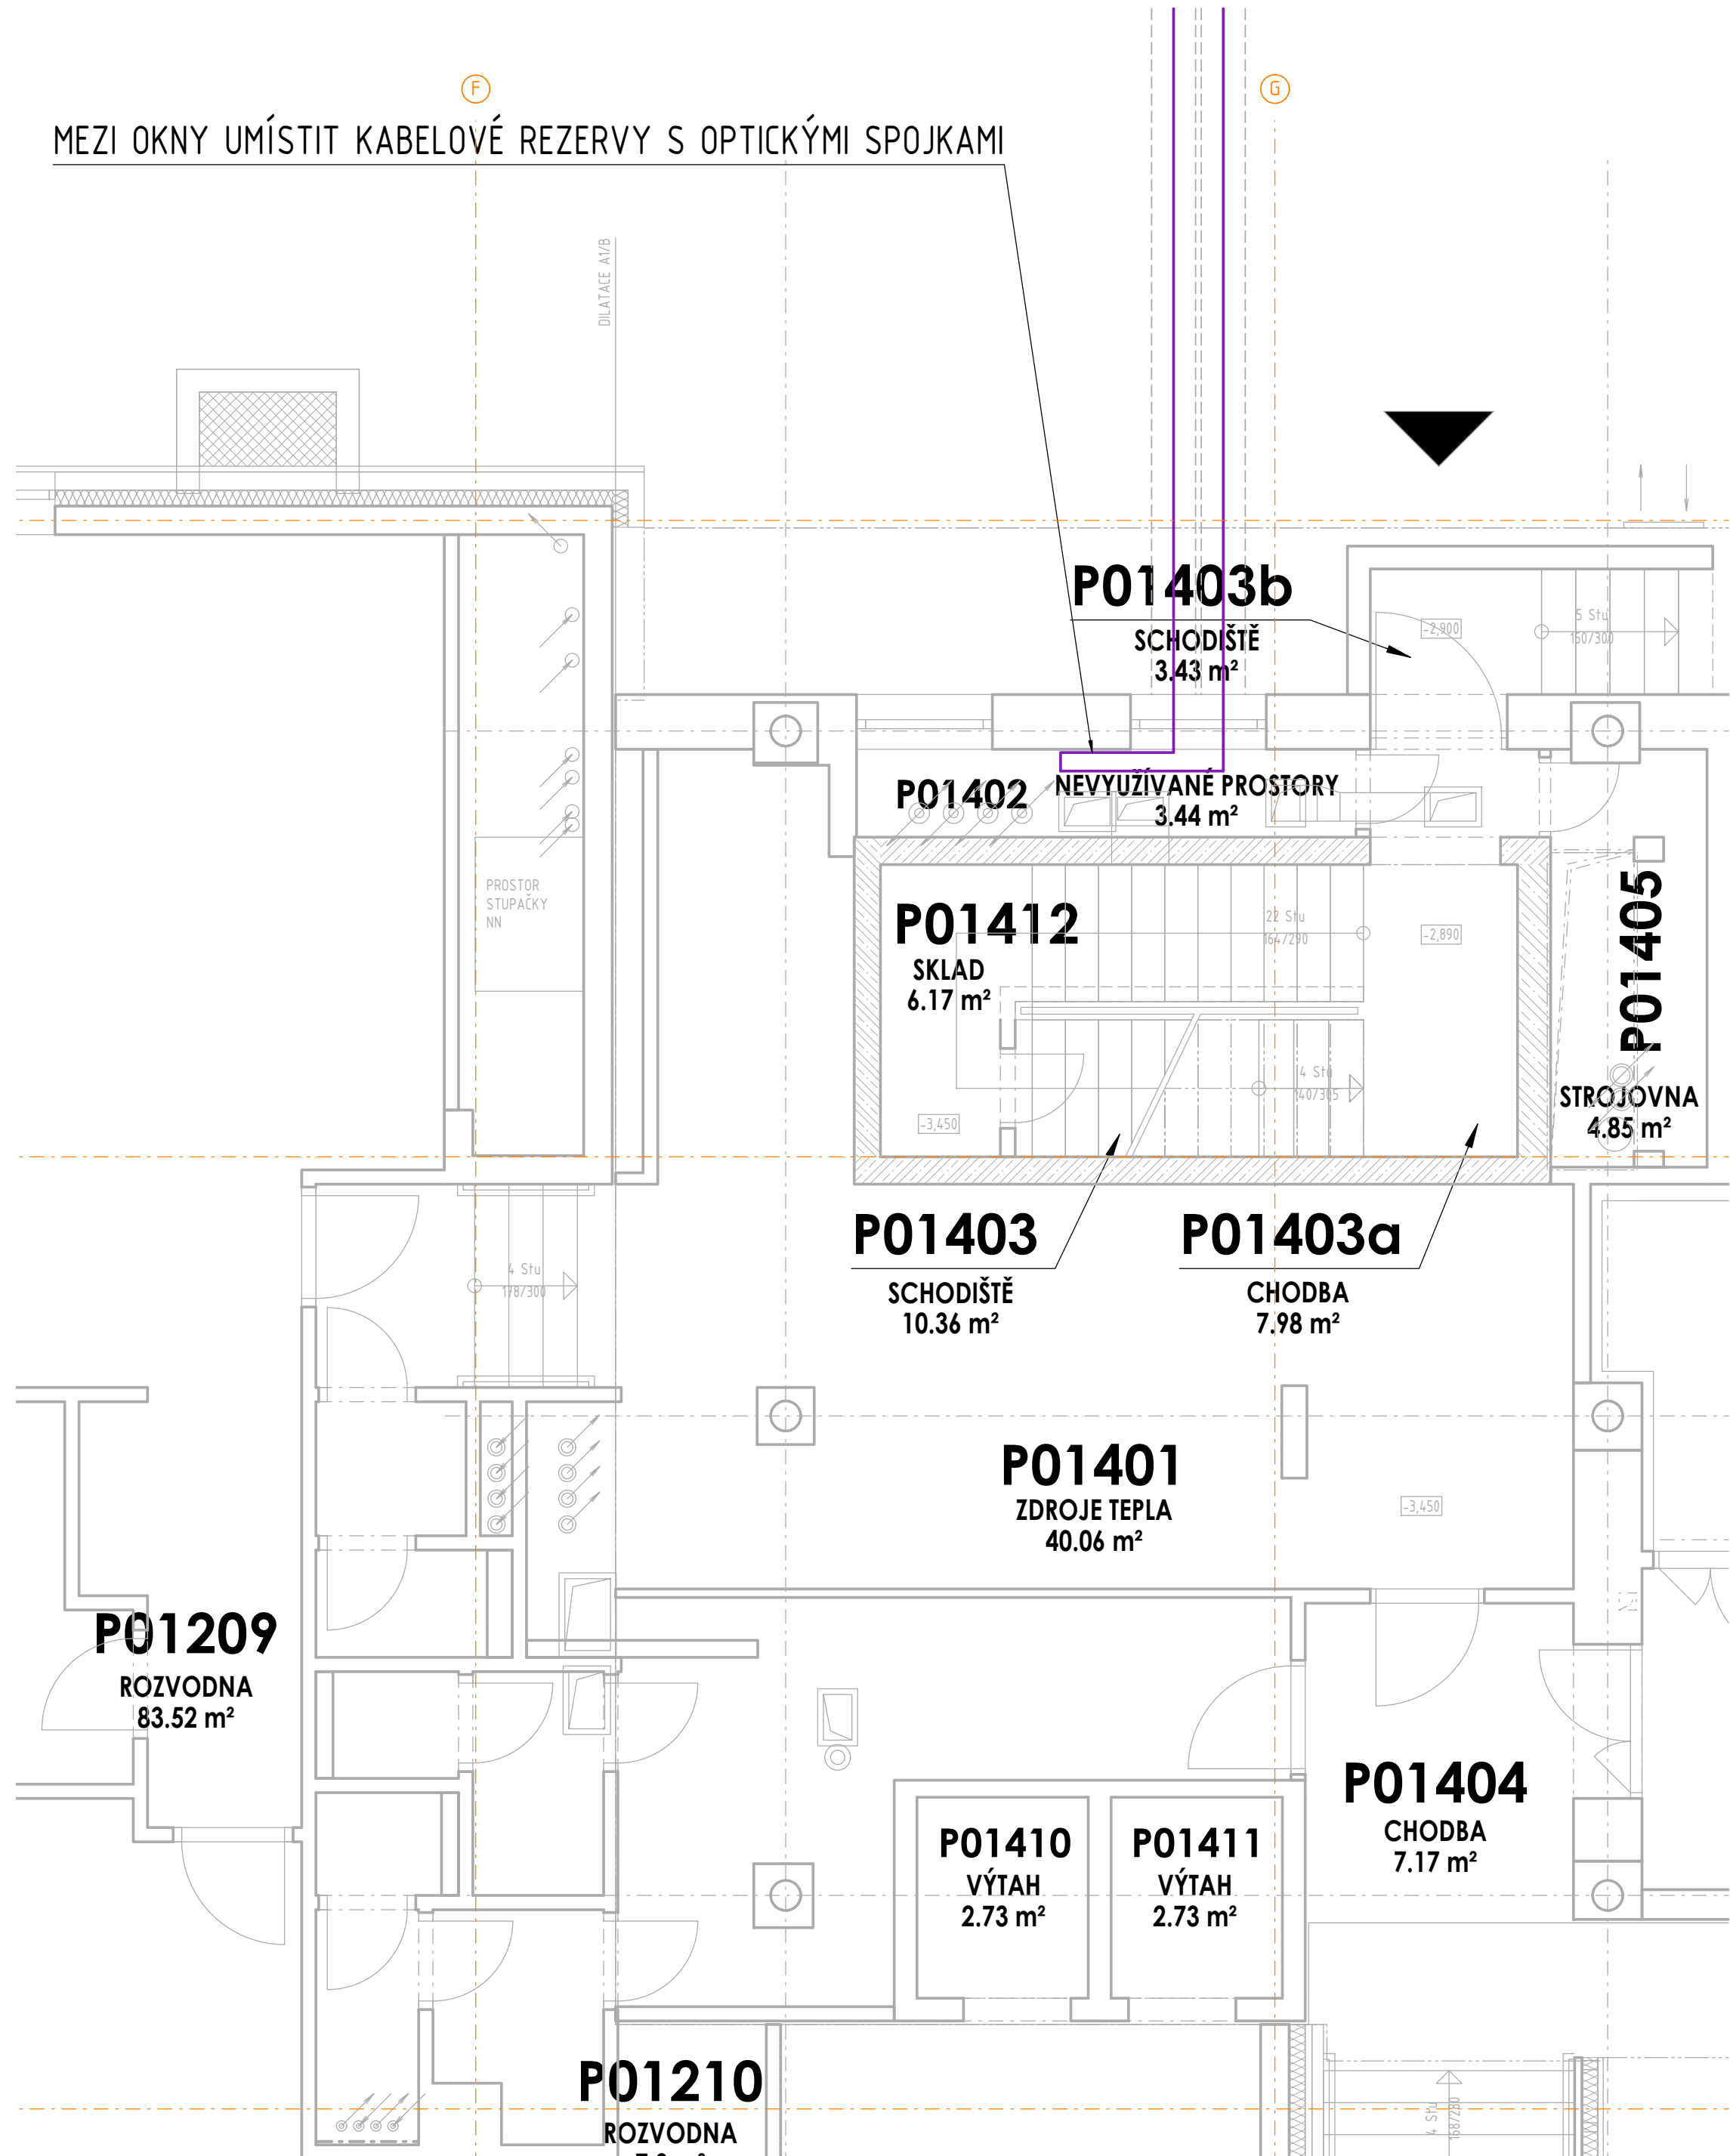 F
G
MEZI OKNY UMÍSTIT KABELOVÉ REZERVY S OPTICKÝMI SPOJKAMI
DILATACE A1/B
P01403b
SCHODIŠTĚ
3.43 m²
-2,900
5 Stu
150/300
P01402
NEVYUŽÍVANÉ PROSTORY
3.44 m²
PROSTOR
STUPAČKY
NN
P01412
SKLAD
6.17 m²
22 Stu
164/290
-2,890
P01405
STROJOVNA
4.85 m²
4 Stu
140/305
-3,450
P01403
SCHODIŠTĚ
10.36 m²
P01403a
CHODBA
7.98 m²
4 Stu
178/300
P01401
ZDROJE TEPLA
40.06 m²
-3,450
P01209
ROZVODNA
83.52 m²
P01404
CHODBA
7.17 m²
P01410
VÝTAH
2.73 m²
P01411
VÝTAH
2.73 m²
P01210
ROZVODNA
4 Stu
168/280